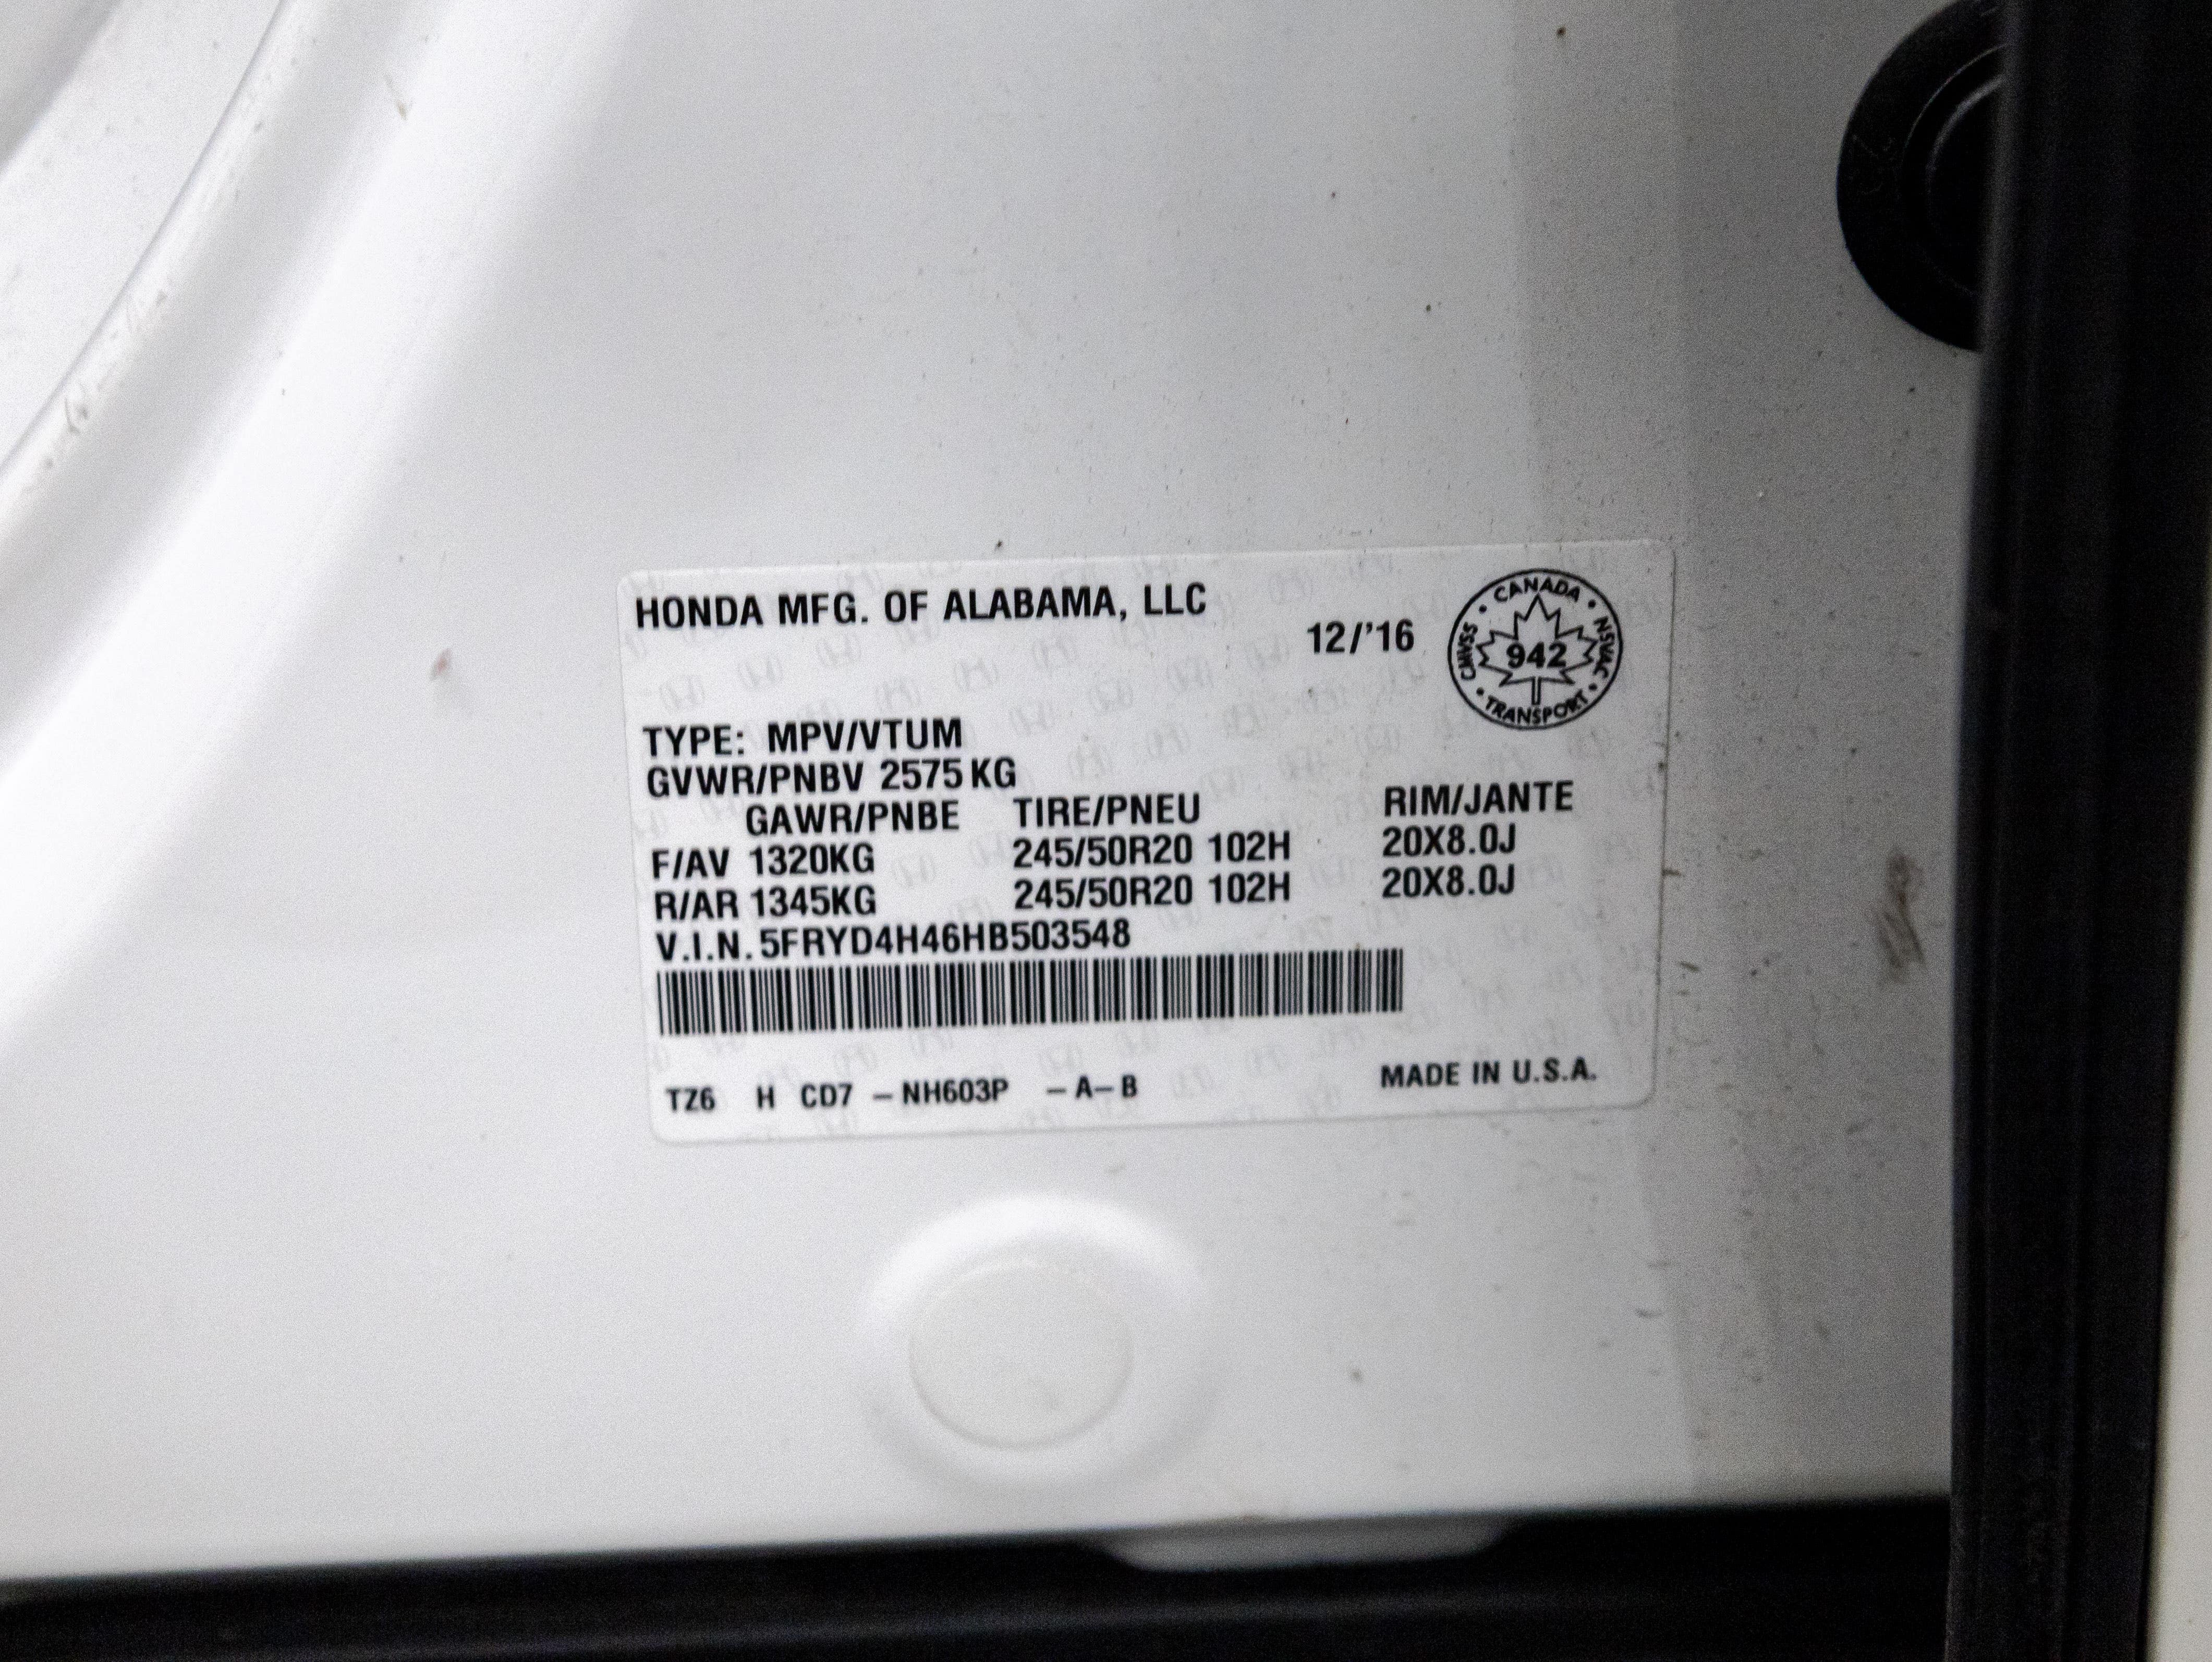 HONDA MFG. OF ALABAMA, LLC
12/'16
CANADA • NSVAC • TRANSPORT • CMVSS •
942
TYPE: MPV/VTUM
GVWR/PNBV 2575 KG
GAWR/PNBE TIRE/PNEU RIM/JANTE
F/AV 1320KG 245/50R20 102H 20X8.0J
R/AR 1345KG 245/50R20 102H 20X8.0J
V.I.N. 5FRYD4H46HB503548
TZ6 H CD7 – NH603P – A – B MADE IN U.S.A.